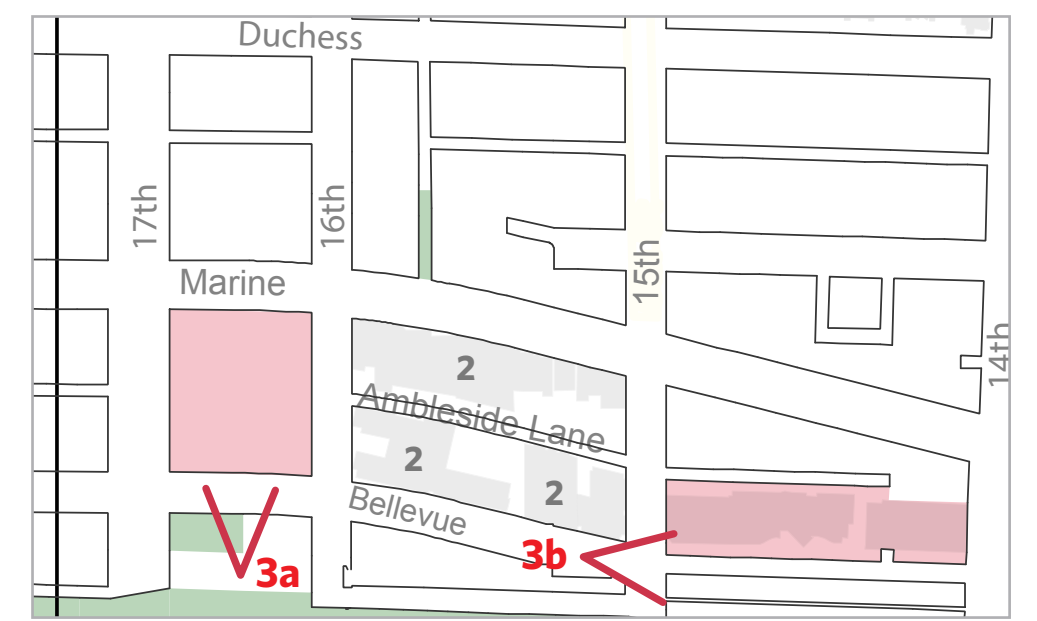 Duchess
17th
16th
15th
Marine
14th
2
Ambleside Lane
2
2
Bellevue
3b
3a